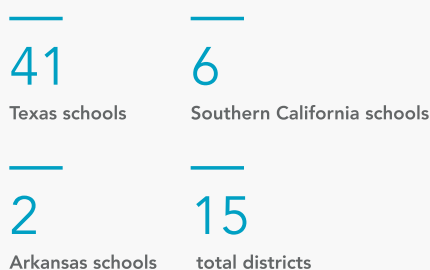 41
Texas schools
6
Southern California schools
2
Arkansas schools
15
total districts